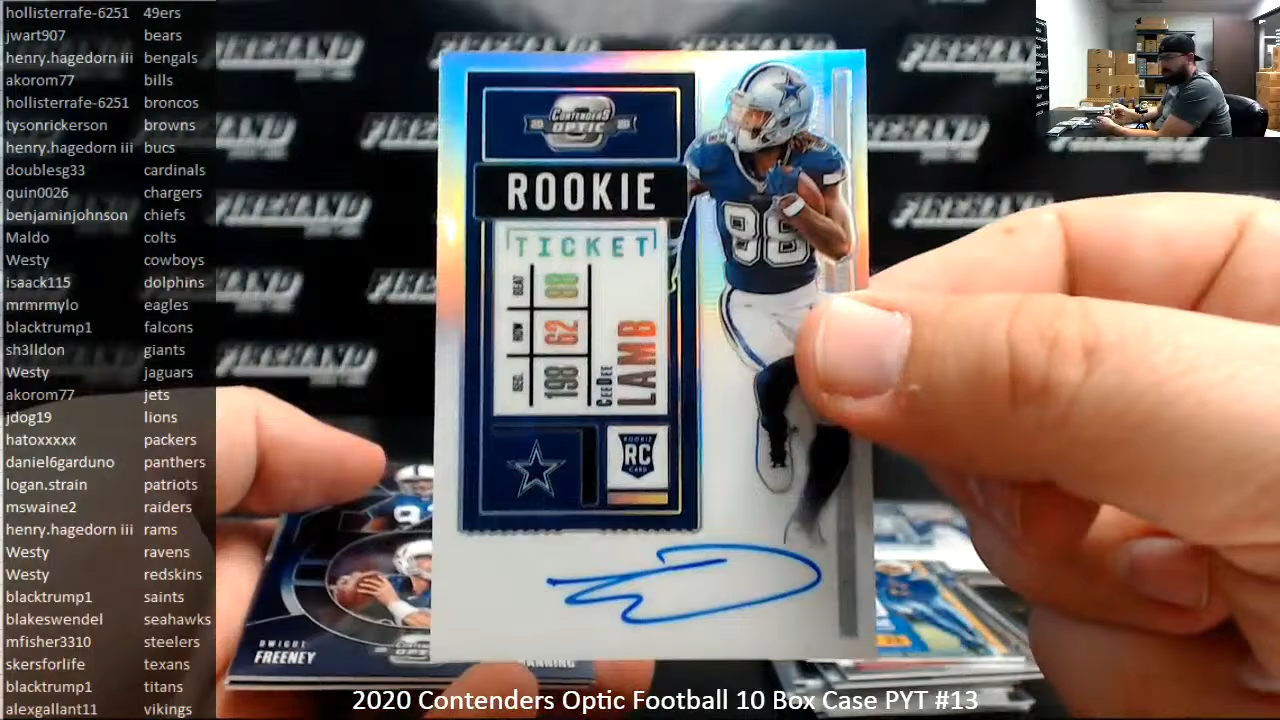 hollisterrafe-6251 49ers
jwart907 bears
henry.hagedorn iii bengals
akorom77 bills
hollisterrafe-6251 broncos
tysonrickerson browns
henry.hagedorn iii bucs
doublesg33 cardinals
quin0026 chargers
benjaminjohnson chiefs
Maldo colts
Westy cowboys
isaack115 dolphins
mrmrmylo eagles
blacktrump1 falcons
sh3lldon giants
Westy jaguars
akorom77 jets
jdog19 lions
hatoxxxxx packers
daniel6garduno panthers
logan.strain patriots
mswaine2 raiders
henry.hagedorn iii rams
Westy ravens
Westy redskins
blacktrump1 saints
blakeswendel seahawks
mfisher3310 steelers
skersforlife texans
blacktrump1 titans
alexgallant11 vikings
FIREHAND
CONTENDERS
20 OPTIC 20
ROOKIE
TICKET
SEAT 88
ROW 62
SEC. 198
CEEDEE
LAMB
ROOKIE
RC
CARD
88
DWIGHT
FREENEY
MANNING
2020 Contenders Optic Football 10 Box Case PYT #13